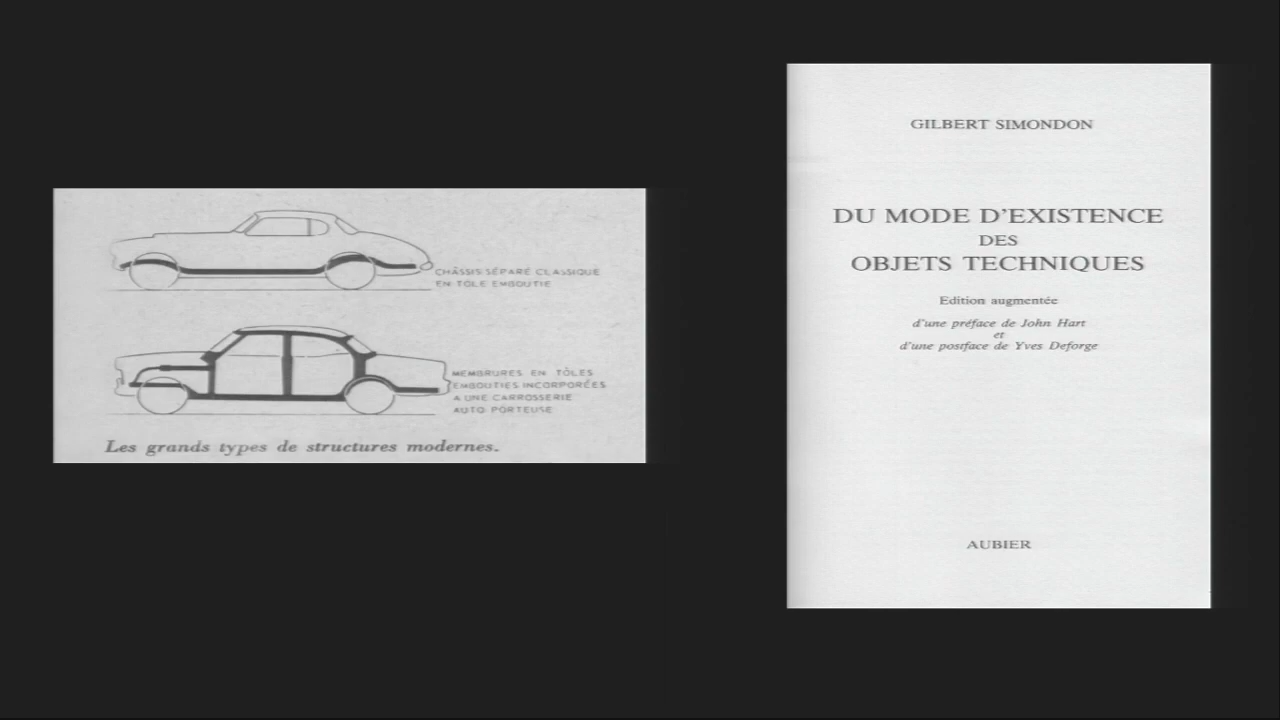 CHÂSSIS SÉPARÉ CLASSIQUE
EN TÔLE EMBOUTIE
MEMBRURES EN TÔLES
EMBOUTIES INCORPORÉES
A UNE CARROSSERIE
AUTO PORTEUSE
Les grands types de structures modernes.
GILBERT SIMONDON
DU MODE D'EXISTENCE
DES
OBJETS TECHNIQUES
Edition augmentée
d'une préface de John Hart
et
d'une postface de Yves Deforge
AUBIER